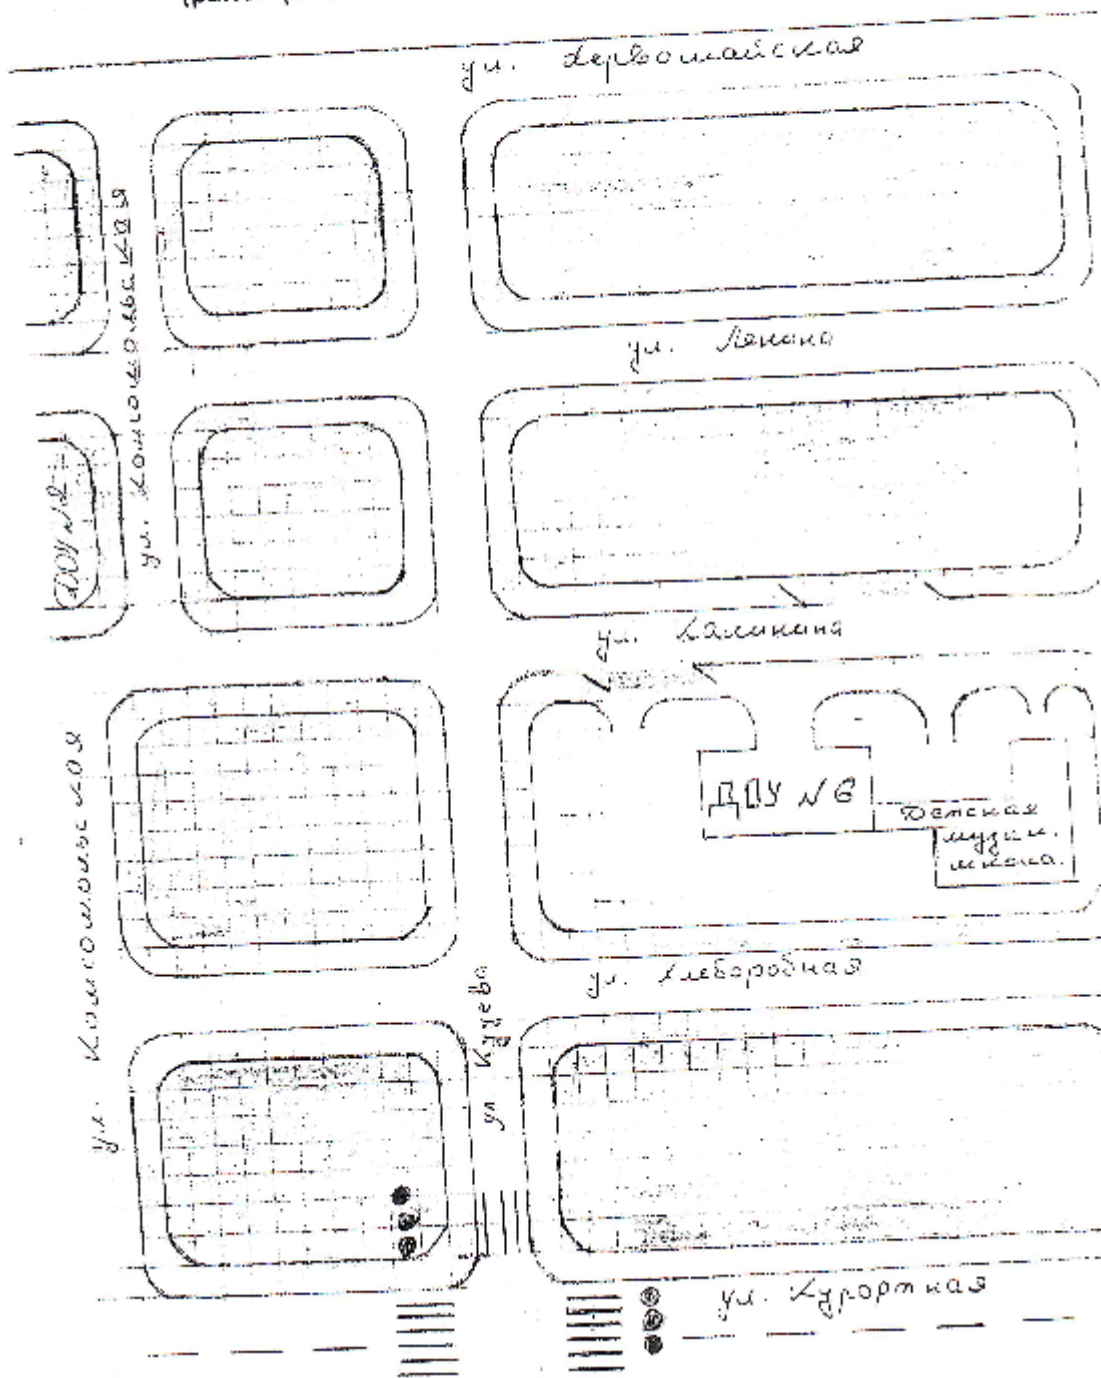 ул. Первомайская
ул. Комсомольская
ул. Ленина
ДОУ №2
ул. Калинина
ДОУ №6
Детская
музык.
школа.
ул. Комсомольская
ул. Хлеборобная
ул Кучева
ул. Курортная